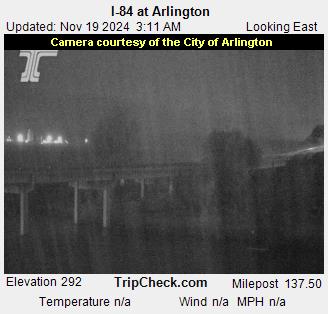 I-84 at Arlington
Updated: Nov 19 2024 3:11 AM Looking East
Camera courtesy of the City of Arlington
Elevation 292 TripCheck.com Milepost 137.50
Temperature n/a Wind n/a MPH n/a